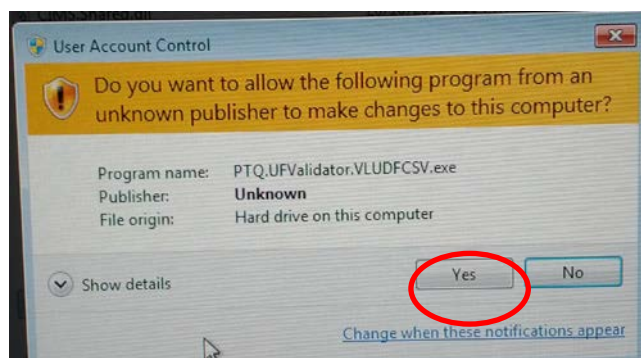 User Account Control
Do you want to allow the following program from an
unknown publisher to make changes to this computer?
Program name: PTQ.UFValidator.VLUDFCSV.exe
Publisher: Unknown
File origin: Hard drive on this computer
Show details
Yes
No
Change when these notifications appear